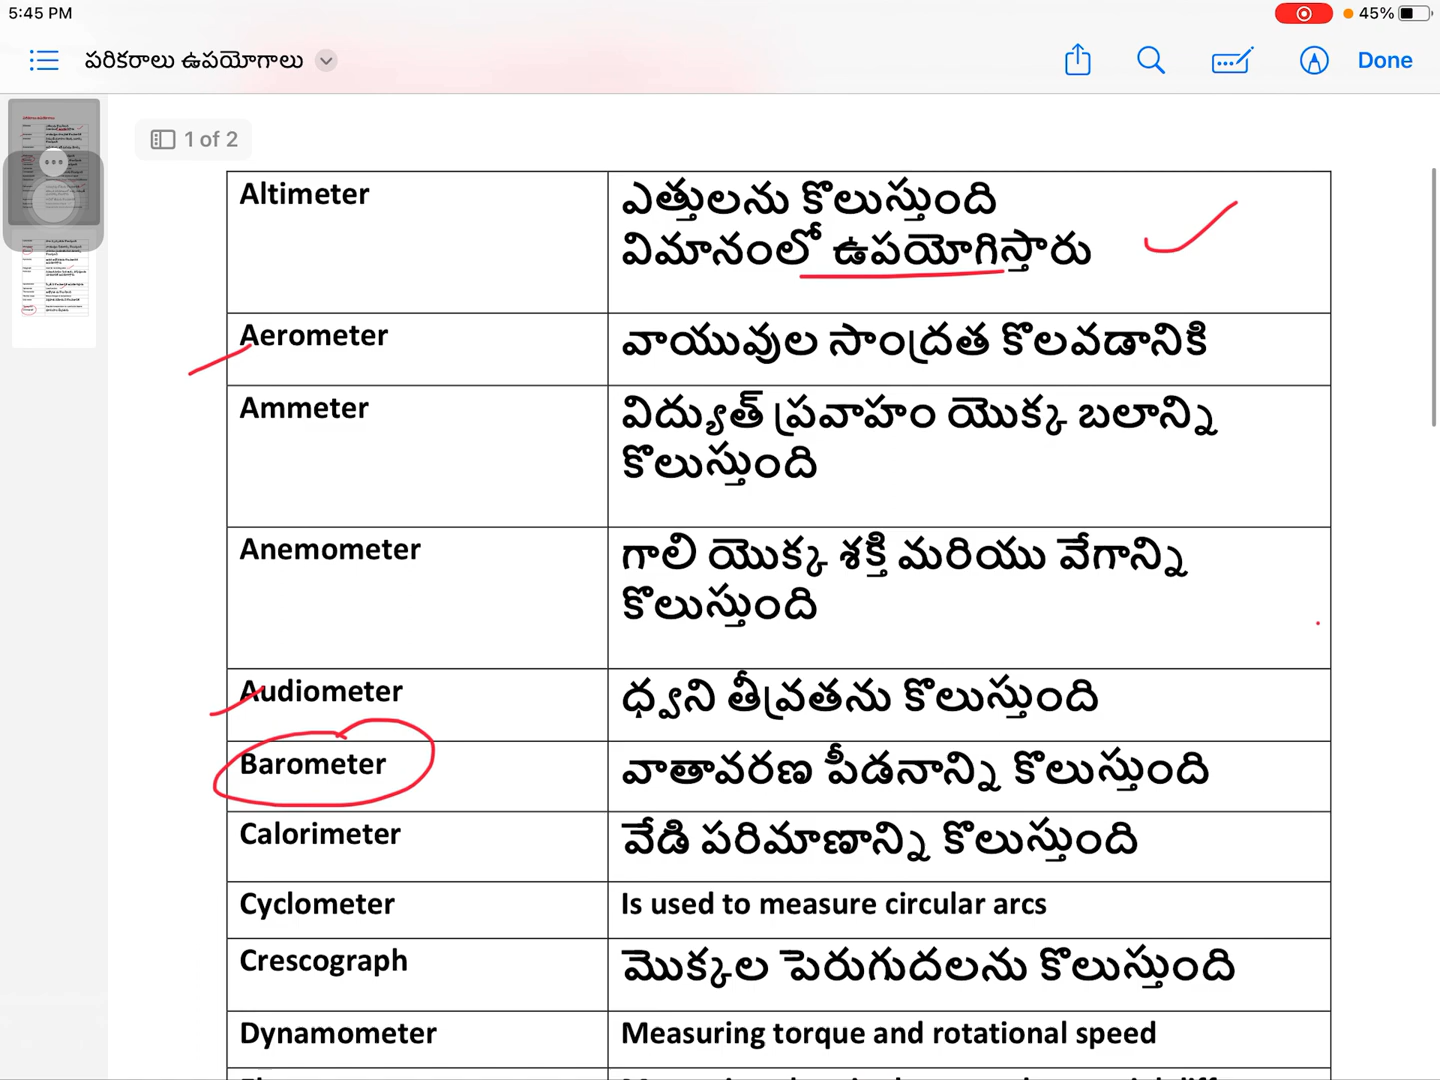 5:45 PM
45%
పరికరాలు ఉపయోగాలు
Done
1 of 2
Altimeter
ఎత్తులను కొలుస్తుంది
విమానంలో ఉపయోగిస్తారు
Aerometer
వాయువుల సాంద్రత కొలవడానికి
Ammeter
విద్యుత్ ప్రవాహం యొక్క బలాన్ని
కొలుస్తుంది
Anemometer
గాలి యొక్క శక్తి మరియు వేగాన్ని
కొలుస్తుంది
Audiometer
ధ్వని తీవ్రతను కొలుస్తుంది
Barometer
వాతావరణ పీడనాన్ని కొలుస్తుంది
Calorimeter
వేడి పరిమాణాన్ని కొలుస్తుంది
Cyclometer
Is used to measure circular arcs
Crescograph
మొక్కల పెరుగుదలను కొలుస్తుంది
Dynamometer
Measuring torque and rotational speed